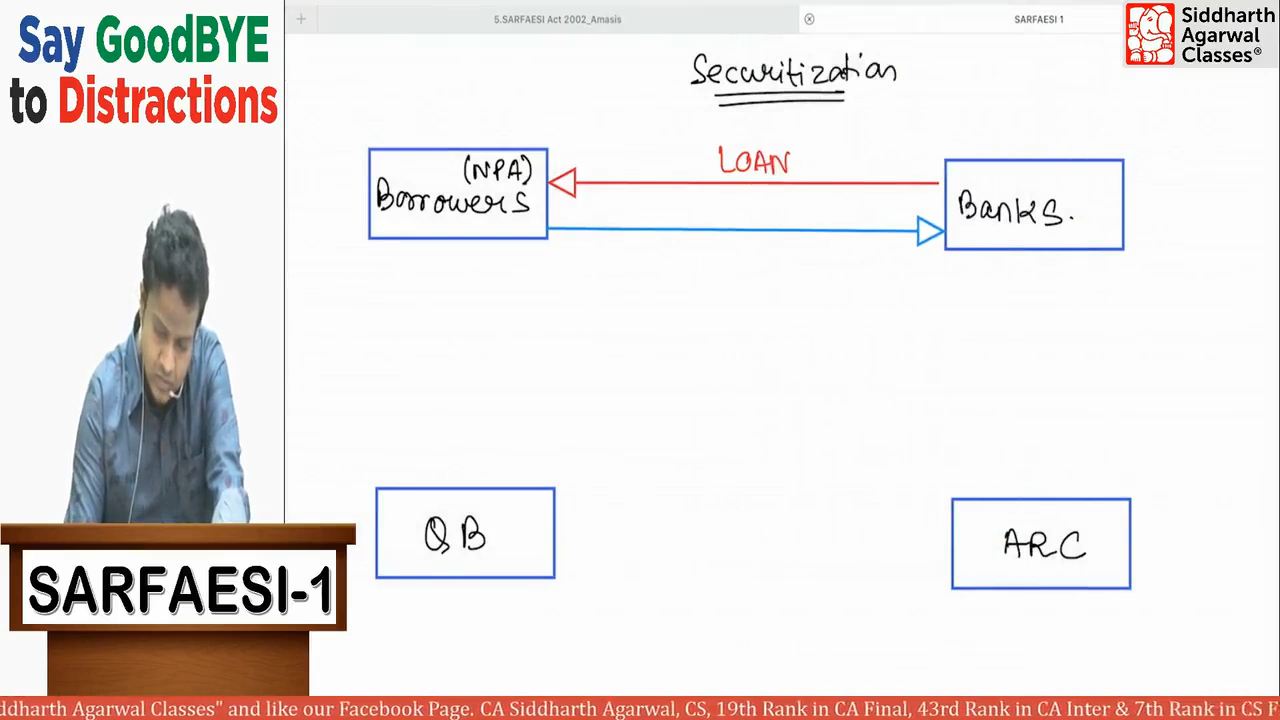 Say GoodBYE
to Distractions
5.SARFAESI Act 2002_Amasis
SARFAESI 1
Siddharth
Agarwal
Classes®
Securitization
(NPA)
Borrowers
LOAN
Banks.
QB
ARC
SARFAESI-1
ddharth Agarwal Classes" and like our Facebook Page. CA Siddharth Agarwal, CS, 19th Rank in CA Final, 43rd Rank in CA Inter & 7th Rank in CS F